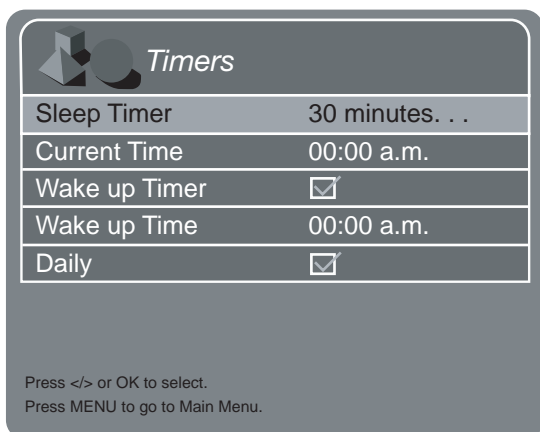 Timers
Sleep Timer 30 minutes. . .
Current Time 00:00 a.m.
Wake up Timer
Wake up Time 00:00 a.m.
Daily
Press </> or OK to select.
Press MENU to go to Main Menu.